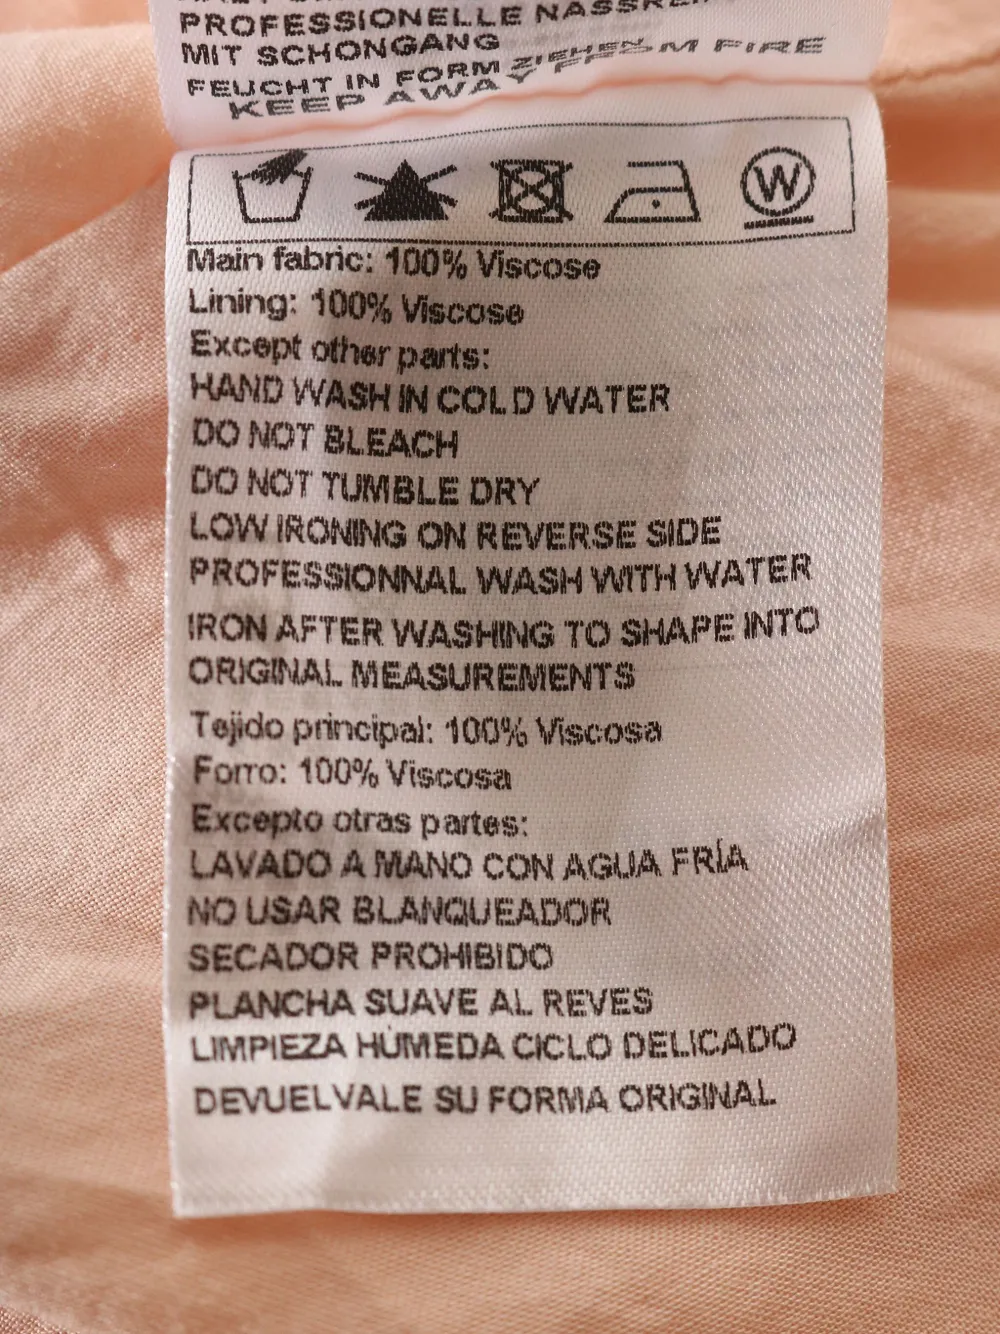 PROFESSIONELLE
MIT SCHONGANG
FEUCHT IN FORM ZIEHEN
KEEP AWAY FROM FIRE
W
Main fabric: 100% Viscose
Lining: 100% Viscose
Except other parts:
HAND WASH IN COLD WATER
DO NOT BLEACH
DO NOT TUMBLE DRY
LOW IRONING ON REVERSE SIDE
PROFESSIONNAL WASH WITH WATER
IRON AFTER WASHING TO SHAPE INTO
ORIGINAL MEASUREMENTS
Tejido principal: 100% Viscosa
Forro: 100% Viscosa
Excepto otras partes:
LAVADO A MANO CON AGUA FRÍA
NO USAR BLANQUEADOR
SECADOR PROHIBIDO
PLANCHA SUAVE AL REVES
LIMPIEZA HÚMEDA CICLO DELICADO
DEVUELVALE SU FORMA ORIGINAL